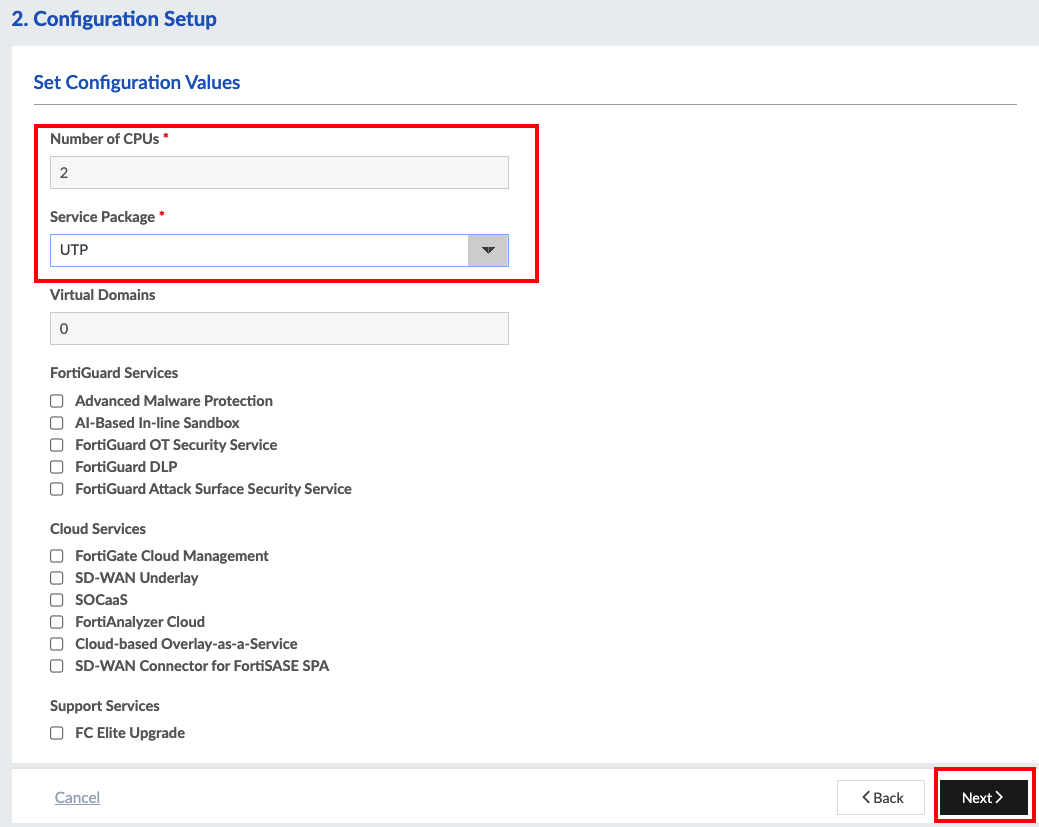 2. Configuration Setup
Set Configuration Values
Number of CPUs *
2
Service Package *
UTP
Virtual Domains
0
FortiGuard Services
Advanced Malware Protection
AI-Based In-line Sandbox
FortiGuard OT Security Service
FortiGuard DLP
FortiGuard Attack Surface Security Service
Cloud Services
FortiGate Cloud Management
SD-WAN Underlay
SOCaaS
FortiAnalyzer Cloud
Cloud-based Overlay-as-a-Service
SD-WAN Connector for FortiSASE SPA
Support Services
FC Elite Upgrade
Cancel
Back
Next